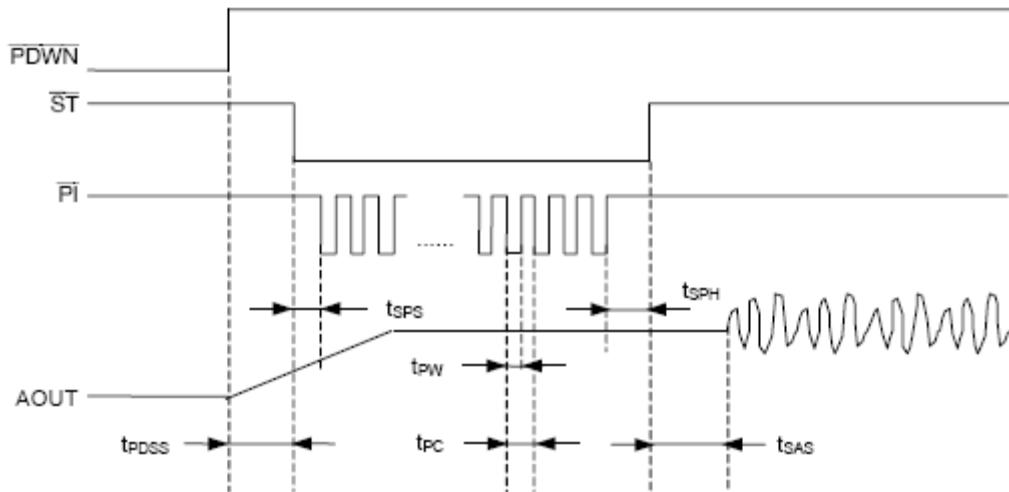 PDWN
ST
PI
......
tSPS
tSPH
tPW
AOUT
tPDSS
tPC
tSAS